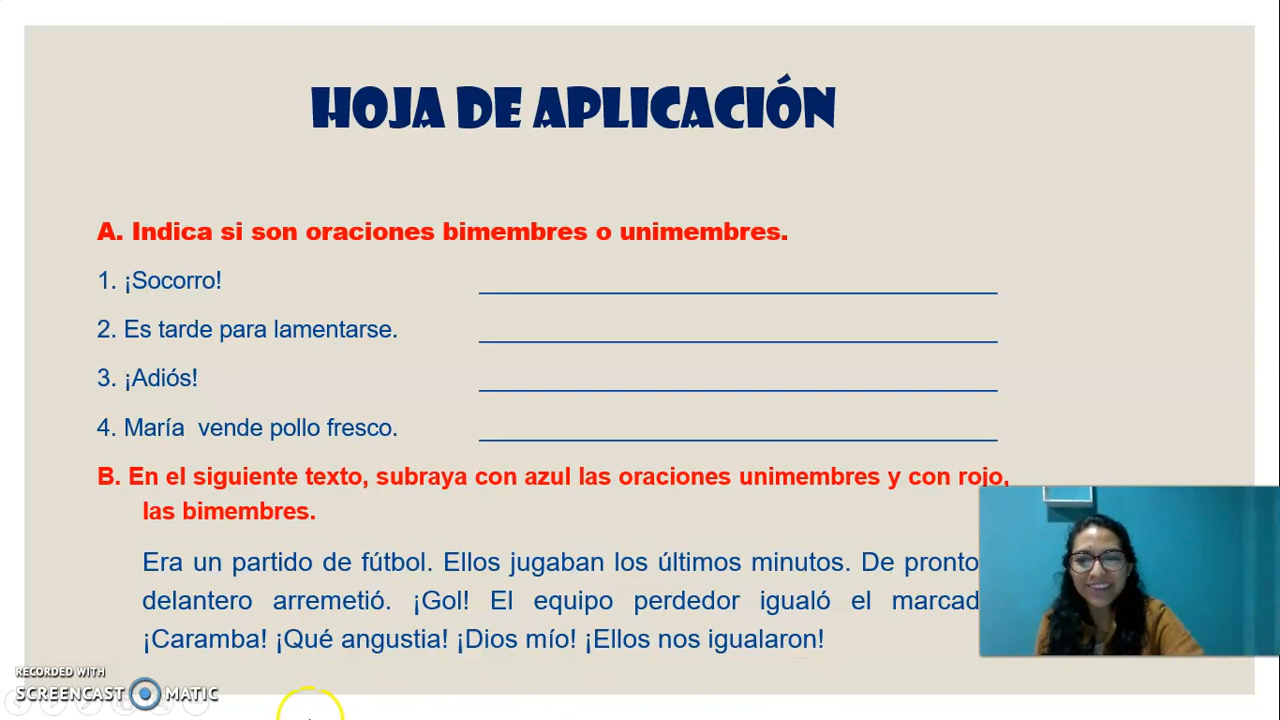 HOJA DE APLICACIÓN
A. Indica si son oraciones bimembres o unimembres.
1. ¡Socorro!
2. Es tarde para lamentarse.
3. ¡Adiós!
4. María vende pollo fresco.
B. En el siguiente texto, subraya con azul las oraciones unimembres y con rojo,
las bimembres.
Era un partido de fútbol. Ellos jugaban los últimos minutos. De pronto
delantero arremetió. ¡Gol! El equipo perdedor igualó el
¡Caramba! ¡Qué angustia! ¡Dios mío! ¡Ellos nos igualaron!
RECORDED WITH
SCREENCAST MATIC